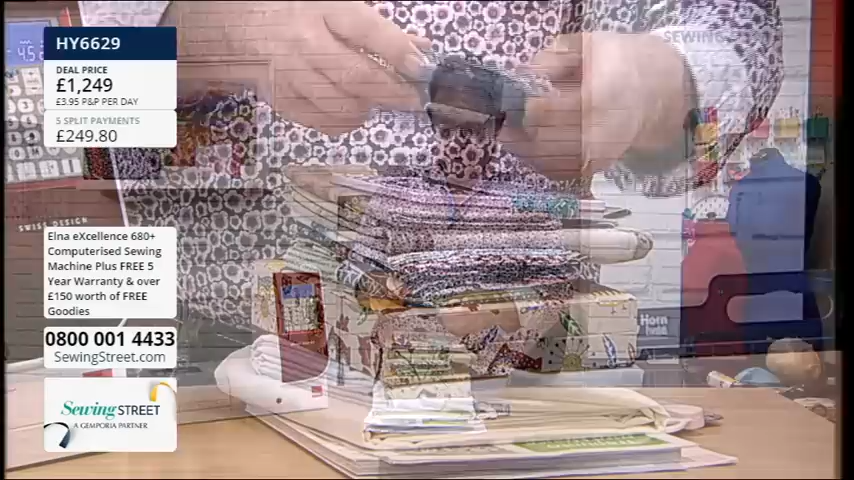 HY6629
DEAL PRICE
£1,249
£3.95 P&P PER DAY
5 SPLIT PAYMENTS
£249.80
SWISS DESIGN
Elna eXcellence 680+
Computerised Sewing
Machine Plus FREE 5
Year Warranty & over
£150 worth of FREE
Goodies
0800 001 4433
SewingStreet.com
Sewing STREET
A GEMPORIA PARTNER
SEWING
Horn